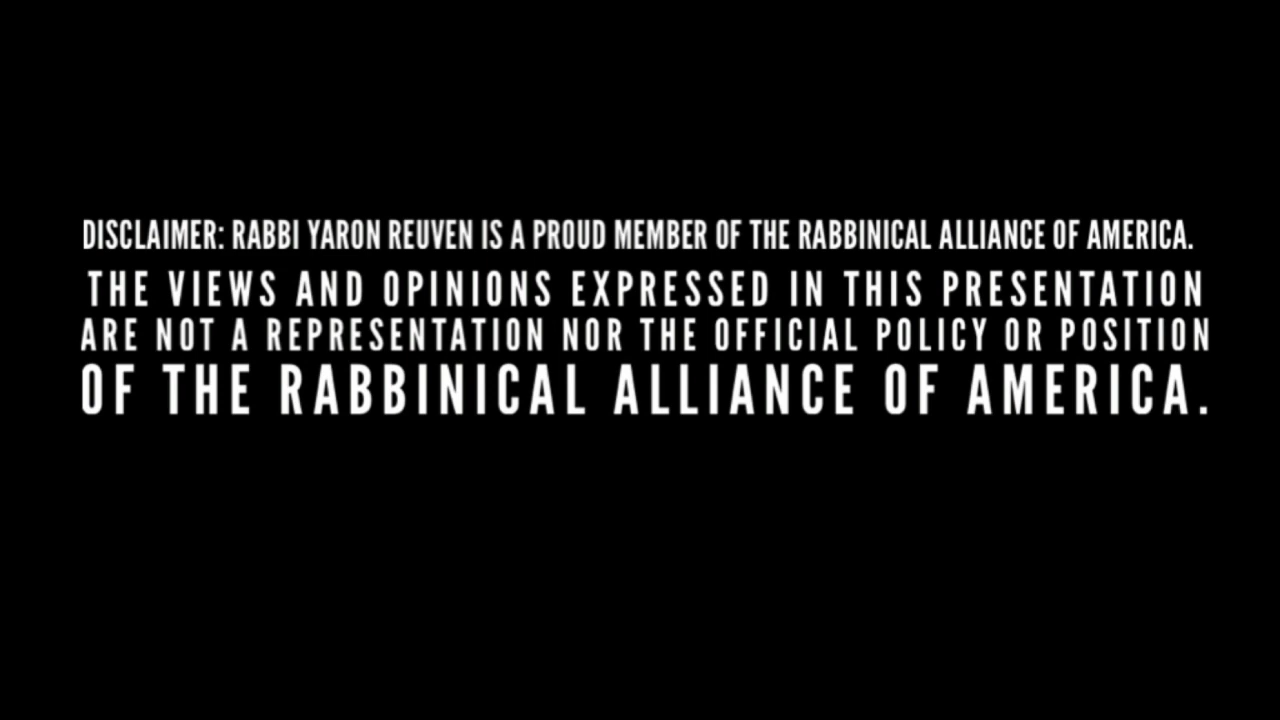 DISCLAIMER: RABBI YARON REUVEN IS A PROUD MEMBER OF THE RABBINICAL ALLIANCE OF AMERICA.
THE VIEWS AND OPINIONS EXPRESSED IN THIS PRESENTATION
ARE NOT A REPRESENTATION NOR THE OFFICIAL POLICY OR POSITION
OF THE RABBINICAL ALLIANCE OF AMERICA.